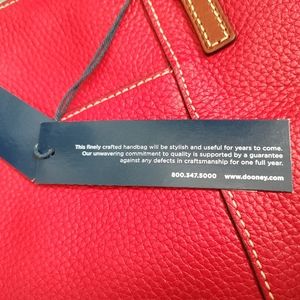 This finely crafted handbag will be stylish and useful for years to come.
Our unwavering commitment to quality is supported by a guarantee
against any defects in craftsmanship for one full year.
800.347.5000 www.dooney.com